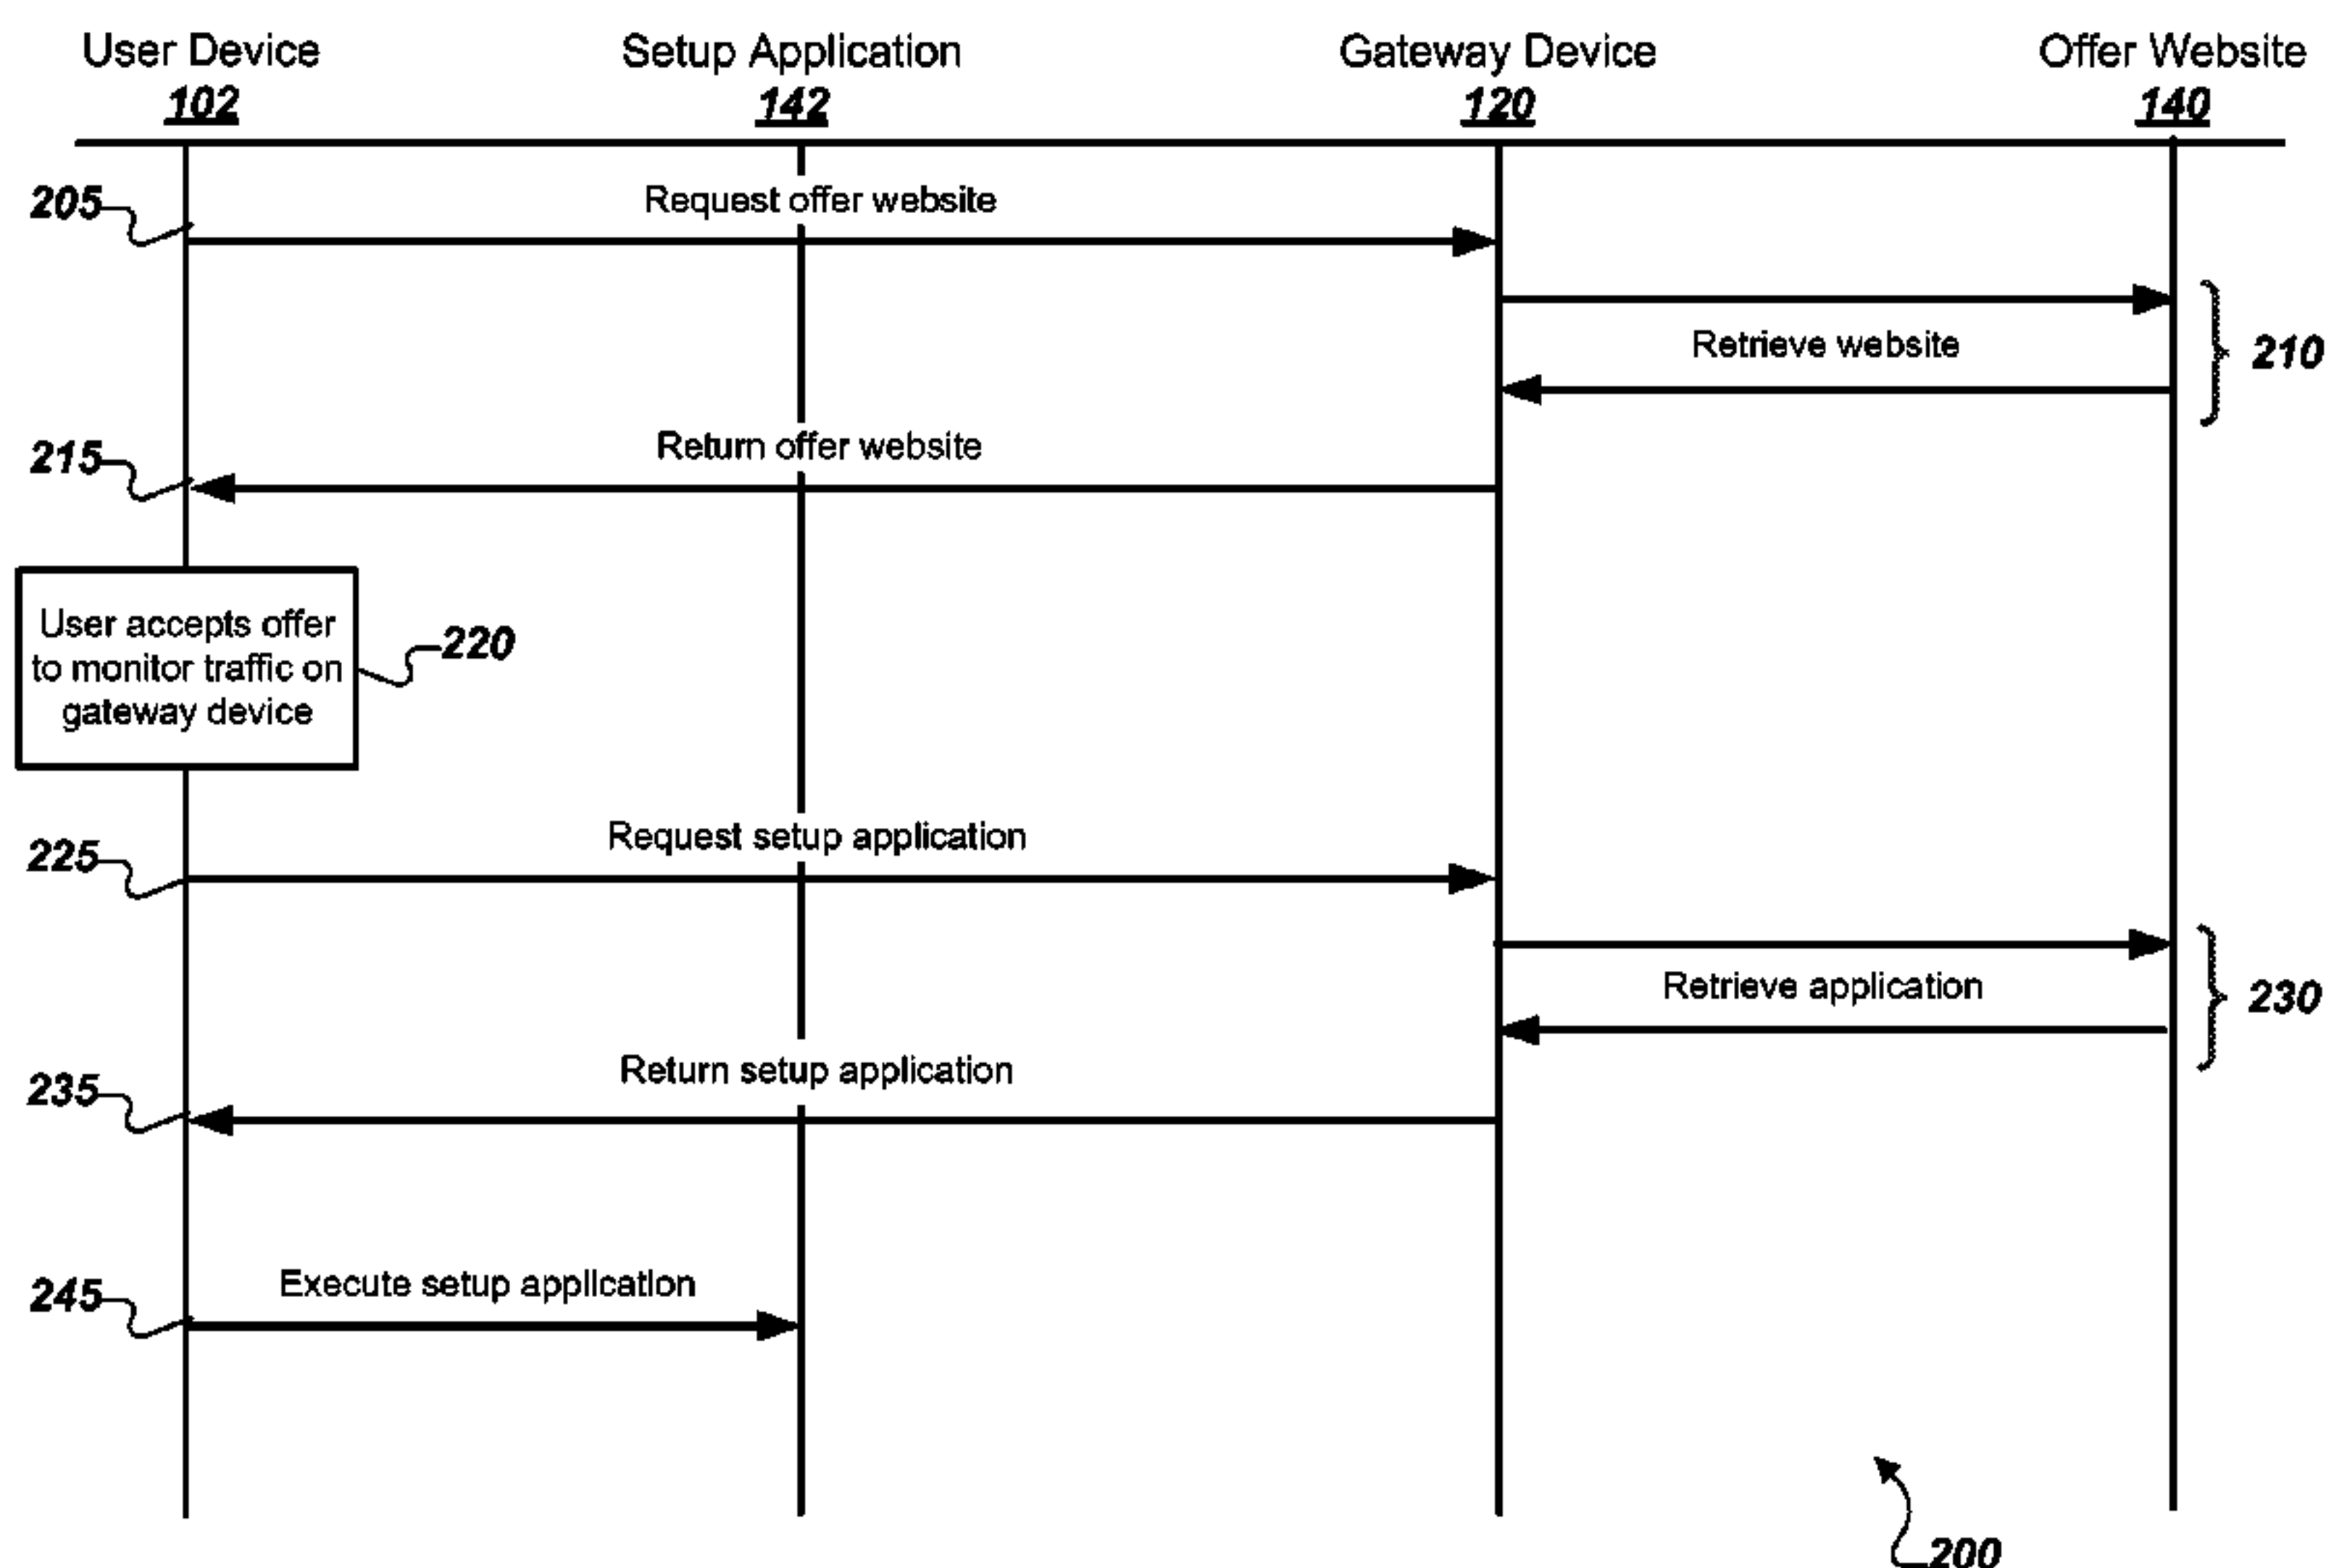 User Device
Setup Application
Gateway Device
Offer Website
102
142
120
140
205
Request offer website
Retrieve website
210
215
Return offer website
User accepts offer
to monitor traffic on
gateway device
220
225
Request setup application
Retrieve application
230
235
Return setup application
245
Execute setup application
200